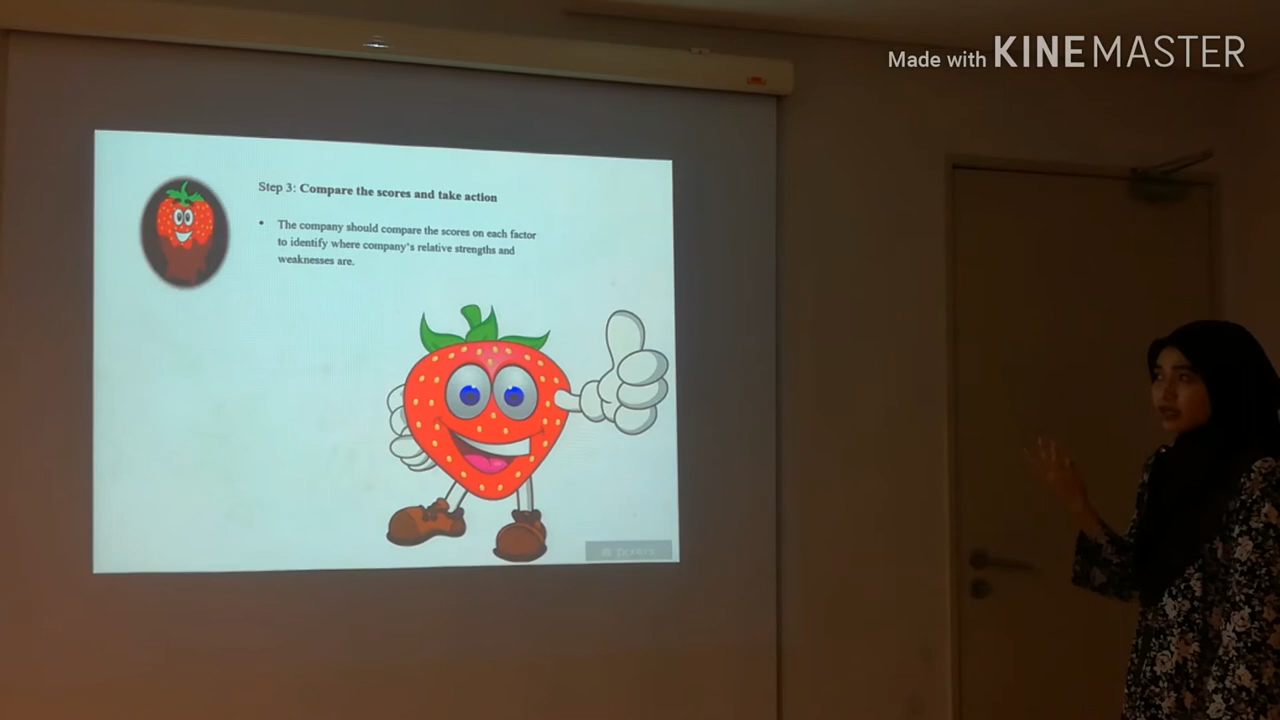 Made with KINEMASTER
Step 3: Compare the scores and take action
• The company should compare the scores on each factor
to identify where company's relative strengths and
weaknesses are.